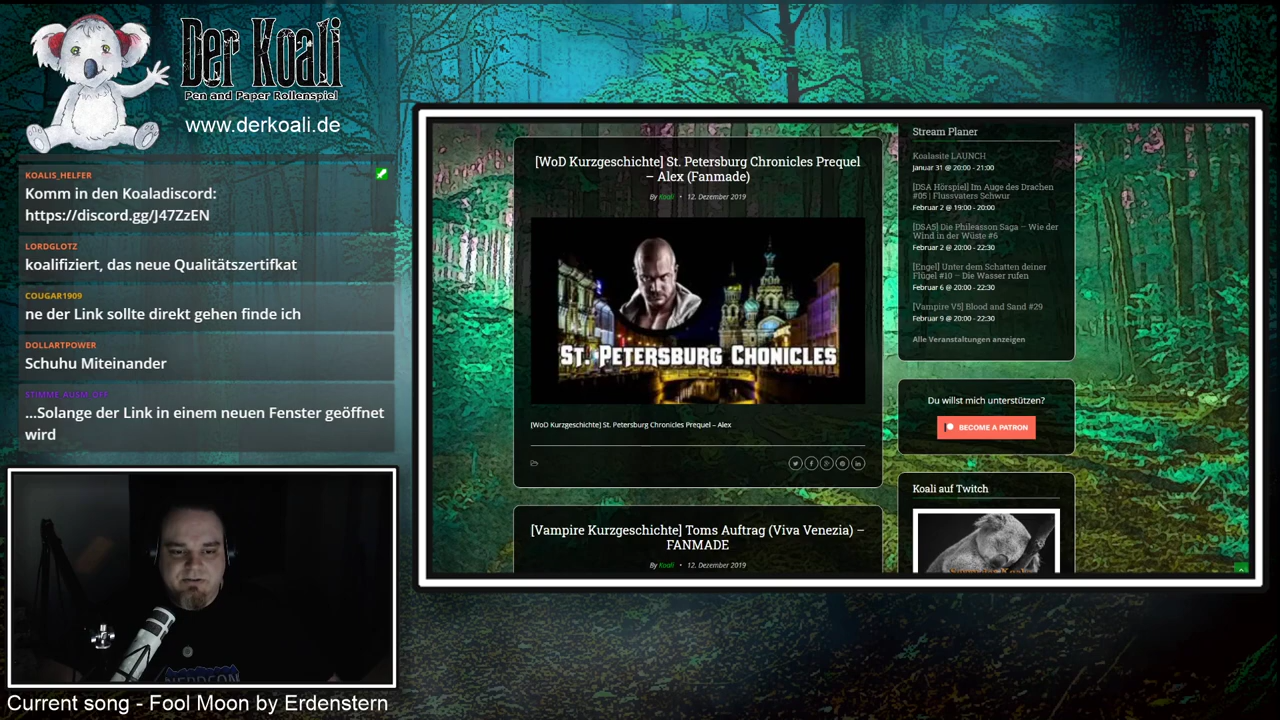 Der Koali
Pen and Paper Rollenspiel
www.derkoali.de
KOALIS_HELFER
Komm in den Koaladiscord:
https://discord.gg/J47ZzEN
LORDGLOTZ
koalifiziert, das neue Qualitätszertifkat
COUGAR1909
ne der Link sollte direkt gehen finde ich
DOLLARTPOWER
Schuhu Miteinander
STIMME_AUSM_OFF
...Solange der Link in einem neuen Fenster geöffnet
wird
Current song - Fool Moon by Erdenstern
[WoD Kurzgeschichte] St. Petersburg Chronicles Prequel
– Alex (Fanmade)
By Koali • 12. Dezember 2019
ST. PETERSBURG CHONICLES
[WoD Kurzgeschichte] St. Petersburg Chronicles Prequel – Alex
[Vampire Kurzgeschichte] Toms Auftrag (Viva Venezia) –
FANMADE
By Koali • 12. Dezember 2019
Stream Planer
Koalasite LAUNCH
Januar 31 @ 20:00 - 21:00
[DSA Hörspiel] Im Auge des Drachen
#05 | Flussvaters Schwur
Februar 2 @ 19:00 - 20:00
[DSA5] Die Phileasson Saga – Wie der
Wind in der Wüste #6
Februar 2 @ 20:00 - 22:30
[Engel] Unter dem Schatten deiner
Flügel #10 – Die Wasser rufen
Februar 6 @ 20:00 - 22:30
[Vampire V5] Blood and Sand #29
Februar 9 @ 20:00 - 22:30
Alle Veranstaltungen anzeigen
Du willst mich unterstützen?
BECOME A PATRON
Koali auf Twitch